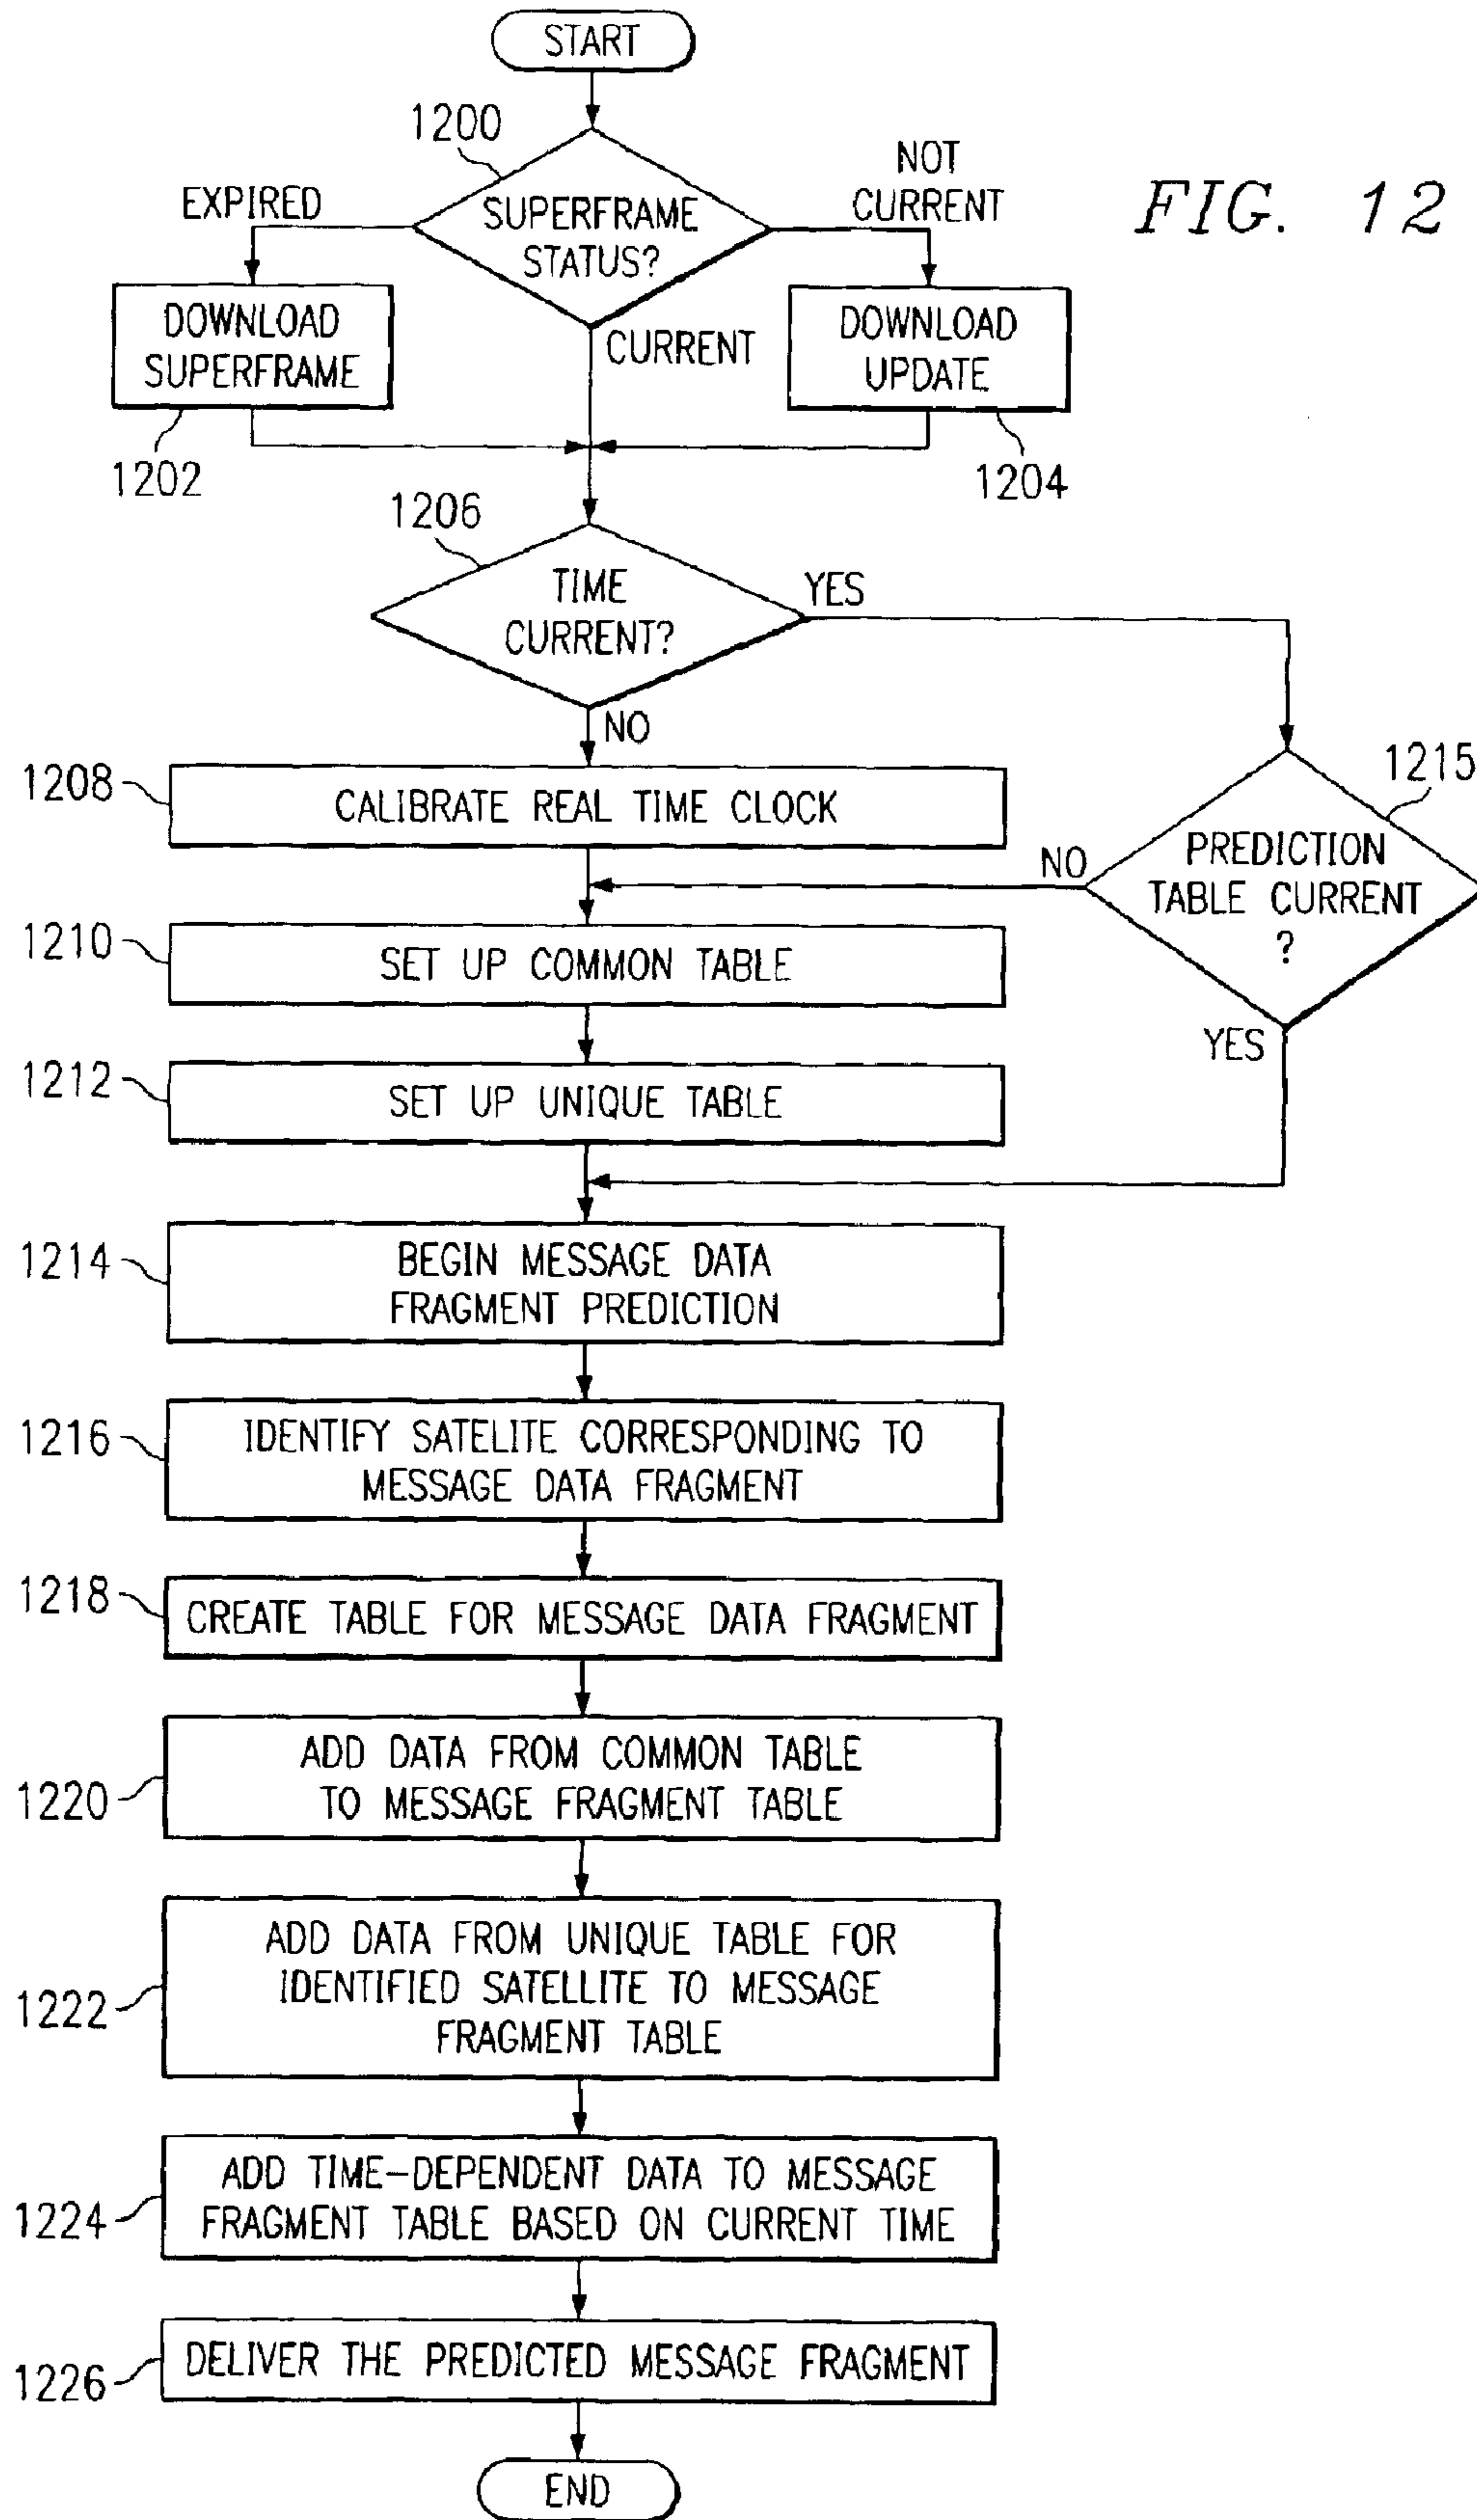 START
1200
NOT
CURRENT
EXPIRED
FIG. 12
SUPERFRAME
STATUS?
DOWNLOAD
SUPERFRAME
CURRENT
DOWNLOAD
UPDATE
1202
1204
1206
TIME
CURRENT?
YES
NO
1208
CALIBRATE REAL TIME CLOCK
1215
PREDICTION
TABLE CURRENT
?
NO
YES
1210
SET UP COMMON TABLE
1212
SET UP UNIQUE TABLE
1214
BEGIN MESSAGE DATA
FRAGMENT PREDICTION
1216
IDENTIFY SATELITE CORRESPONDING TO
MESSAGE DATA FRAGMENT
1218
CREATE TABLE FOR MESSAGE DATA FRAGMENT
1220
ADD DATA FROM COMMON TABLE
TO MESSAGE FRAGMENT TABLE
1222
ADD DATA FROM UNIQUE TABLE FOR
IDENTIFIED SATELLITE TO MESSAGE
FRAGMENT TABLE
1224
ADD TIME-DEPENDENT DATA TO MESSAGE
FRAGMENT TABLE BASED ON CURRENT TIME
1226
DELIVER THE PREDICTED MESSAGE FRAGMENT
END